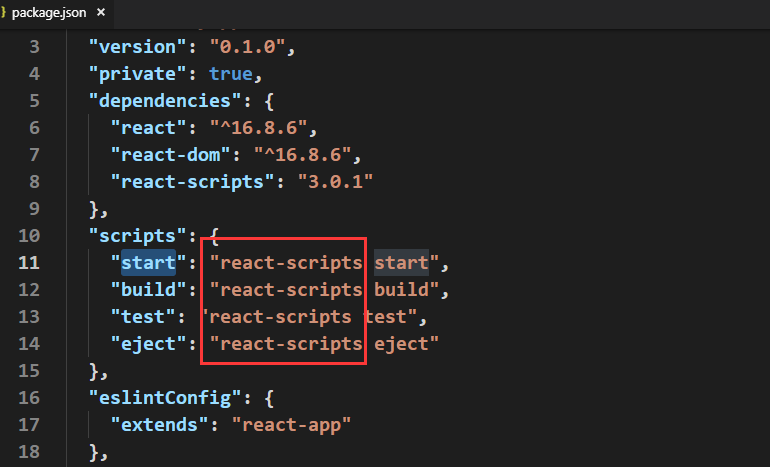 package.json ×
3 "version": "0.1.0",
4 "private": true,
5 "dependencies": {
6 "react": "^16.8.6",
7 "react-dom": "^16.8.6",
8 "react-scripts": "3.0.1"
9 },
10 "scripts": {
11 "start": "react-scripts start",
12 "build": "react-scripts build",
13 "test": "react-scripts test",
14 "eject": "react-scripts eject"
15 },
16 "eslintConfig": {
17 "extends": "react-app"
18 },